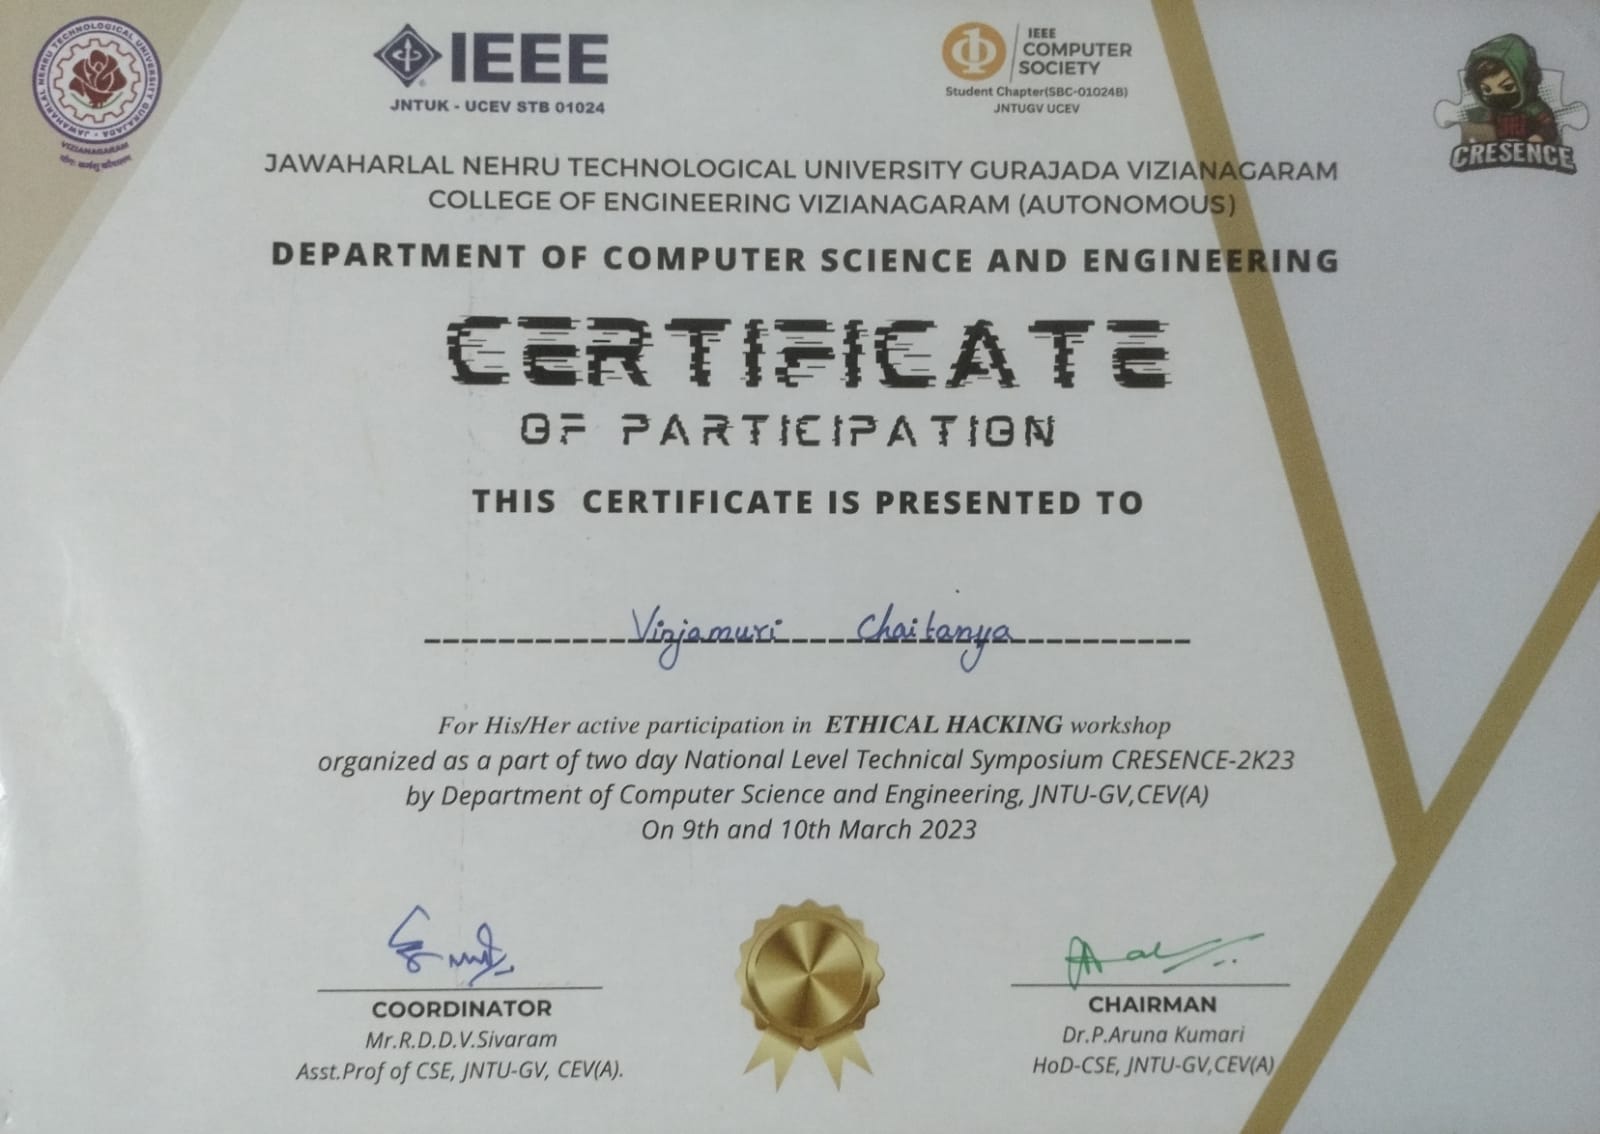 JAWAHARLAL NEHRU TECHNOLOGICAL UNIVERSITY GURAJADA
VIZIANAGARAM
IEEE
JNTUK - UCEV STB 01024
IEEE
COMPUTER
SOCIETY
Student Chapter(SBC-01024B)
JNTUGV UCEV
CRESENCE
JAWAHARLAL NEHRU TECHNOLOGICAL UNIVERSITY GURAJADA VIZIANAGARAM
COLLEGE OF ENGINEERING VIZIANAGARAM (AUTONOMOUS)
DEPARTMENT OF COMPUTER SCIENCE AND ENGINEERING
CERTIFICATE
OF PARTICIPATION
THIS CERTIFICATE IS PRESENTED TO
Vinjamuri Chaitanya
For His/Her active participation in ETHICAL HACKING workshop
organized as a part of two day National Level Technical Symposium CRESENCE-2K23
by Department of Computer Science and Engineering, JNTU-GV,CEV(A)
On 9th and 10th March 2023
COORDINATOR
Mr.R.D.D.V.Sivaram
Asst.Prof of CSE, JNTU-GV, CEV(A).
CHAIRMAN
Dr.P.Aruna Kumari
HoD-CSE, JNTU-GV,CEV(A)